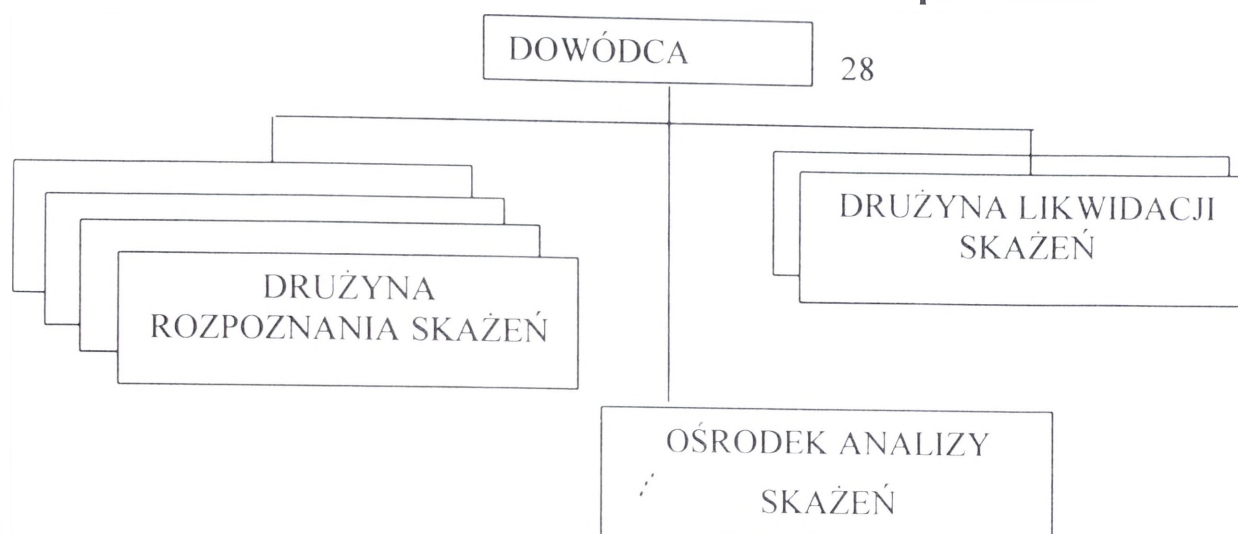 DOWÓDCA
28
DRUŻYNA LIKWIDACJI
SKAŻEŃ
DRUŻYNA
ROZPOZNANIA SKAŻEŃ
OŚRODEK ANALIZY
SKAŻEŃ